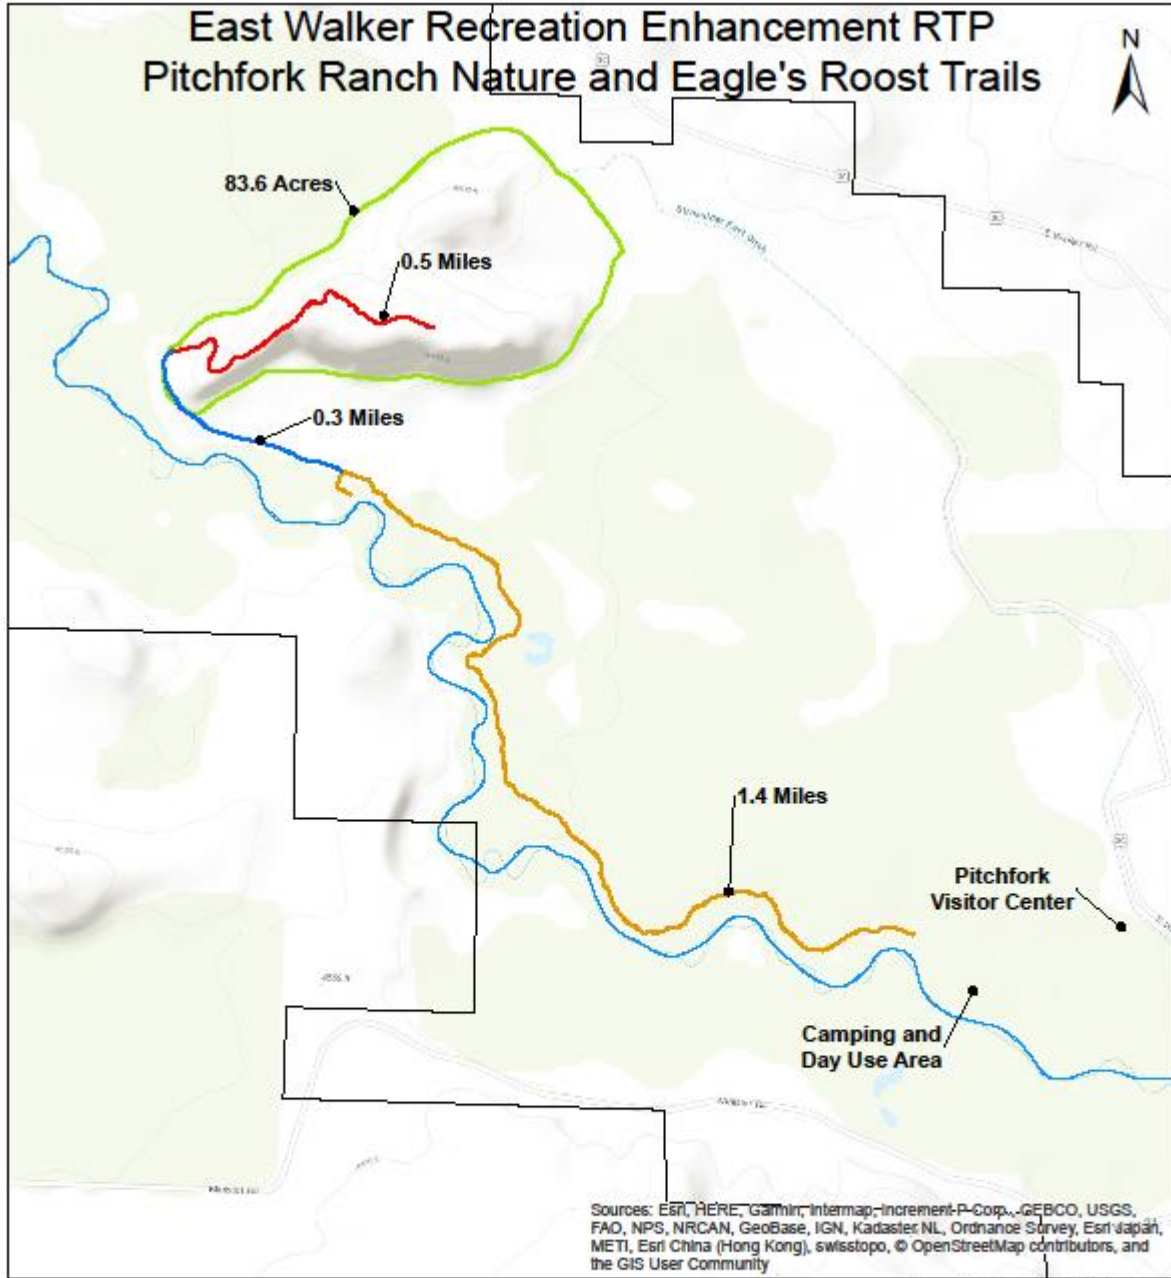 East Walker Recreation Enhancement RTP
Pitchfork Ranch Nature and Eagle's Roost Trails
N
83.6 Acres
0.5 Miles
0.3 Miles
1.4 Miles
Pitchfork
Visitor Center
Camping and
Day Use Area
Sources: Esri, HERE, Garmin, Intermap, increment P Corp., GEBCO, USGS,
FAO, NPS, NRCAN, GeoBase, IGN, Kadaster NL, Ordnance Survey, Esri Japan,
METI, Esri China (Hong Kong), swisstopo, © OpenStreetMap contributors, and
the GIS User Community